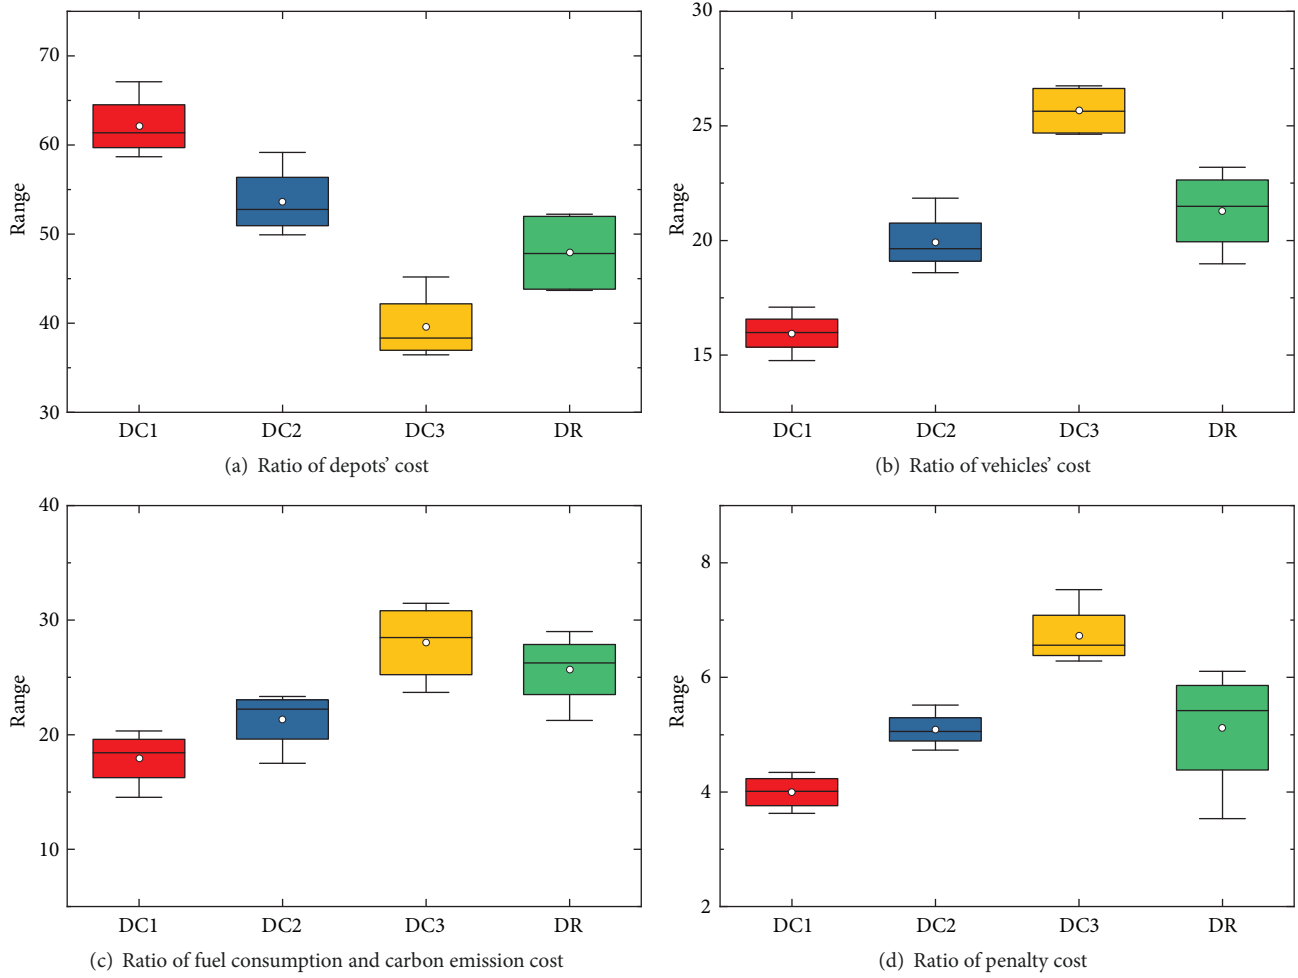 70
60
50
40
30
Range
DC1 DC2 DC3 DR
(a) Ratio of depots’ cost
30
25
20
15
Range
DC1 DC2 DC3 DR
(b) Ratio of vehicles’ cost
40
30
20
10
Range
DC1 DC2 DC3 DR
(c) Ratio of fuel consumption and carbon emission cost
8
6
4
2
Range
DC1 DC2 DC3 DR
(d) Ratio of penalty cost